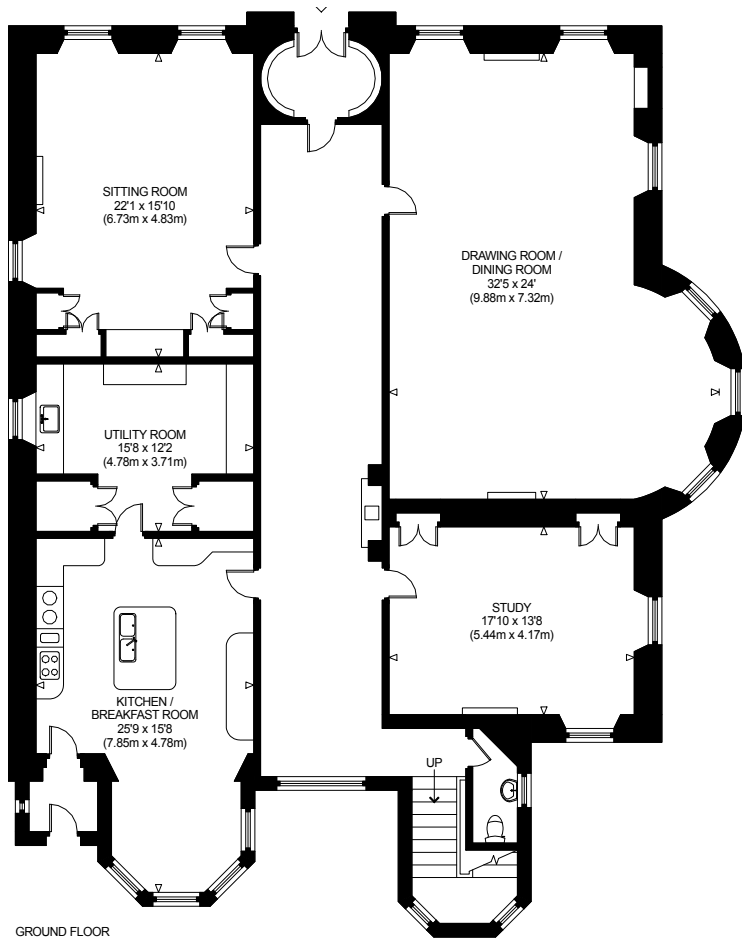 SITTING ROOM
22'1 x 15'10
(6.73m x 4.83m)
DRAWING ROOM /
DINING ROOM
32'5 x 24'
(9.88m x 7.32m)
UTILITY ROOM
15'8 x 12'2
(4.78m x 3.71m)
STUDY
17'10 x 13'8
(5.44m x 4.17m)
KITCHEN /
BREAKFAST ROOM
25'9 x 15'8
(7.85m x 4.78m)
UP
GROUND FLOOR